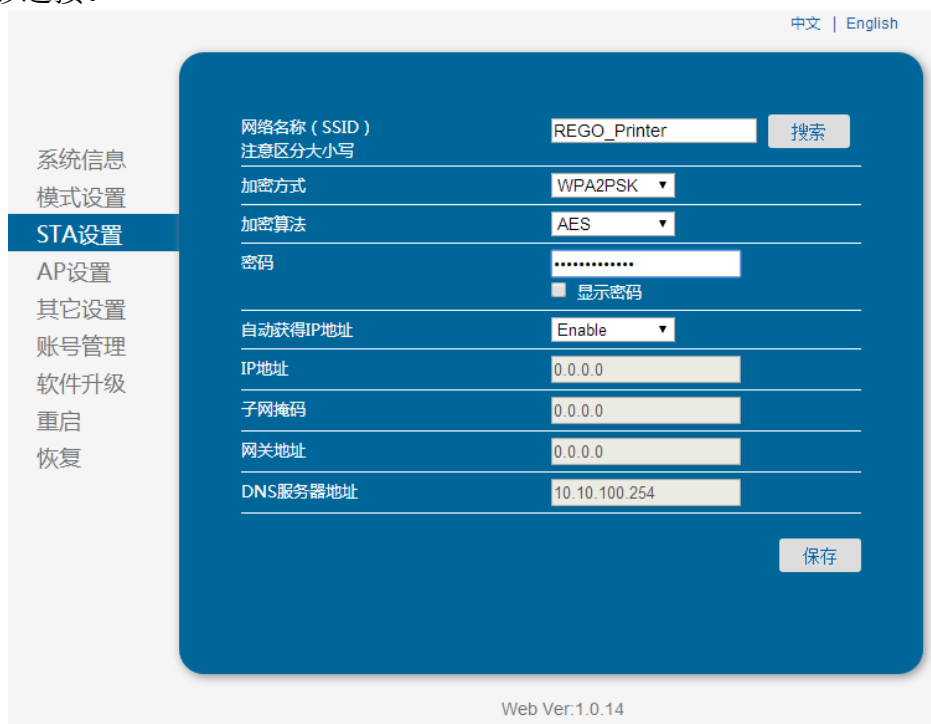 中文 | English
网络名称（SSID）
注意区分大小写
REGO_Printer
搜索
系统信息
模式设置
STA设置
AP设置
其它设置
账号管理
软件升级
重启
恢复
加密方式
WPA2PSK
加密算法
AES
密码
•••••••••••••
显示密码
自动获得IP地址
Enable
IP地址
0.0.0.0
子网掩码
0.0.0.0
网关地址
0.0.0.0
DNS服务器地址
10.10.100.254
保存
Web Ver:1.0.14